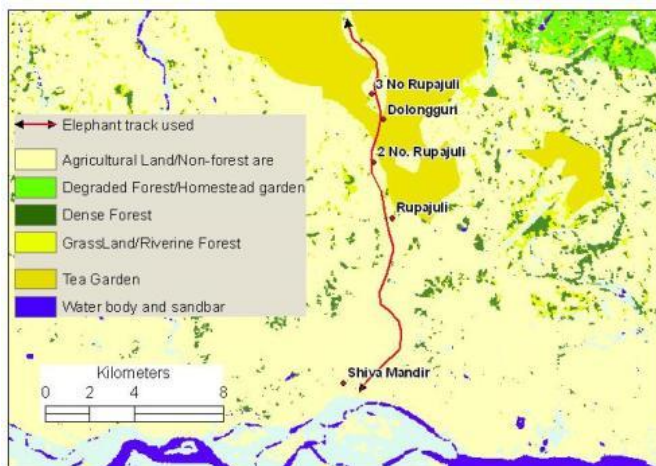 3 No Rupajuli
Dolongguri
2 No. Rupajuli
Rupajuli
Shiva Mandir
Elephant track used
Agricultural Land/Non-forest are
Degraded Forest/Homestead garden
Dense Forest
GrassLand/Riverine Forest
Tea Garden
Water body and sandbar
Kilometers
0 2 4 8